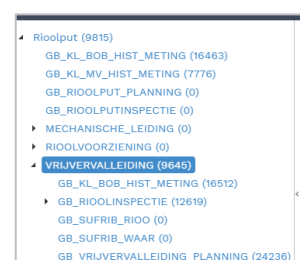 Rioolput (9815)
GB_KL_BOB_HIST_METING (16463)
GB_KL_MV_HIST_METING (7776)
GB_RIOOLPUT_PLANNING (0)
GB_RIOOLPUTINSPECTIE (0)
MECHANISCHE_LEIDING (0)
RIOOLVOORZIENING (0)
VRIJVERVALLEIDING (9645)
GB_KL_BOB_HIST_METING (16512)
GB_RIOOLINSPECTIE (12619)
GB_SUFRIB_RIOO (0)
GB_SUFRIB_WAAR (0)
GB_VRIJVERVALLEIDING_PLANNING (24236)